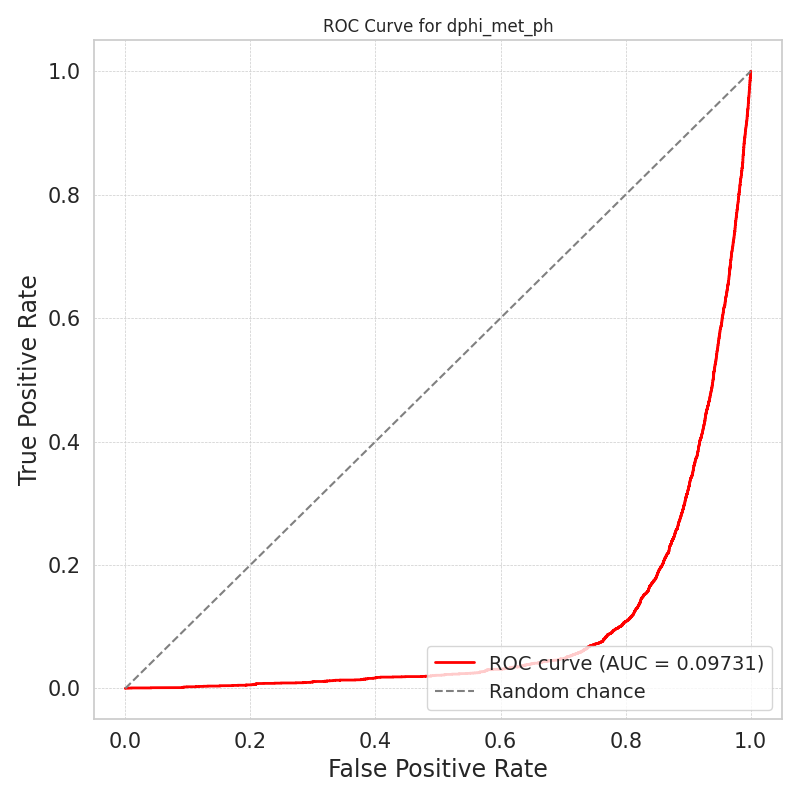 ROC Curve for dphi_met_ph
True Positive Rate
1.0
0.8
0.6
0.4
0.2
0.0
ROC curve (AUC = 0.09731)
Random chance
0.0 0.2 0.4 0.6 0.8 1.0
False Positive Rate